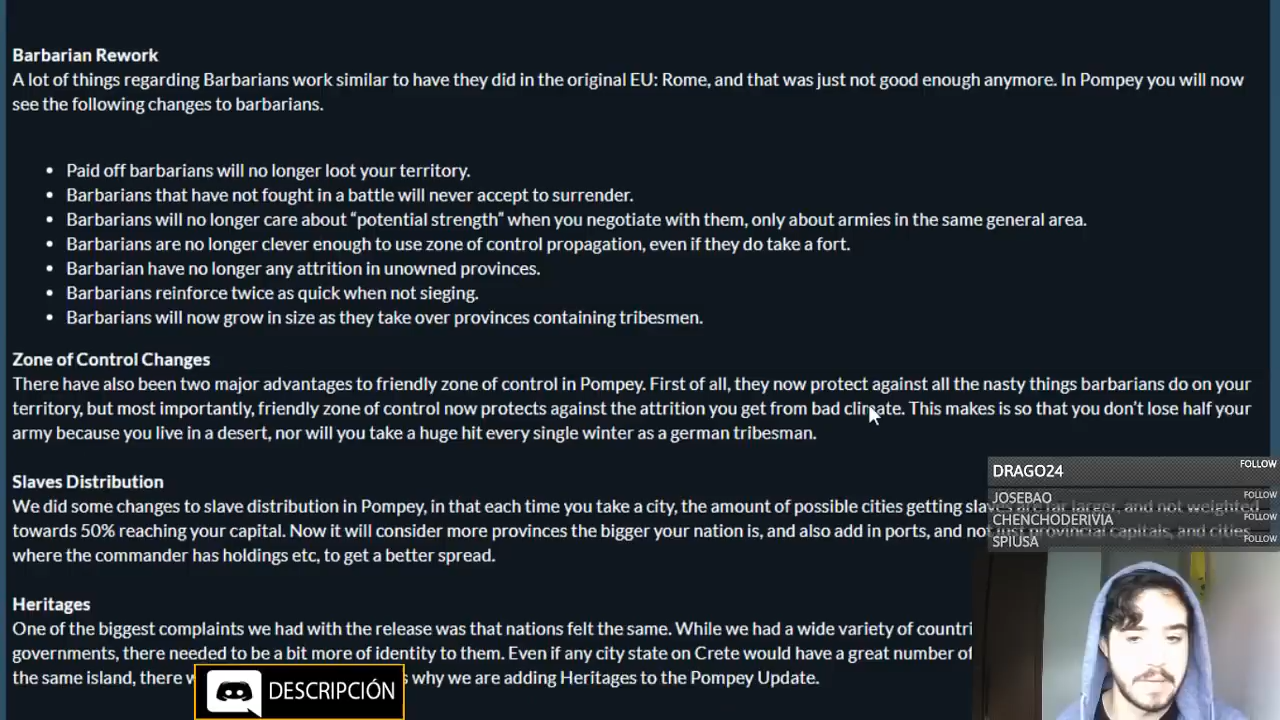 Barbarian Rework
A lot of things regarding Barbarians work similar to have they did in the original EU: Rome, and that was just not good enough anymore. In Pompey you will now
see the following changes to barbarians.
• Paid off barbarians will no longer loot your territory.
• Barbarians that have not fought in a battle will never accept to surrender.
• Barbarians will no longer care about “potential strength” when you negotiate with them, only about armies in the same general area.
• Barbarians are no longer clever enough to use zone of control propagation, even if they do take a fort.
• Barbarian have no longer any attrition in unowned provinces.
• Barbarians reinforce twice as quick when not sieging.
• Barbarians will now grow in size as they take over provinces containing tribesmen.
Zone of Control Changes
There have also been two major advantages to friendly zone of control in Pompey. First of all, they now protect against all the nasty things barbarians do on your
territory, but most importantly, friendly zone of control now protects against the attrition you get from bad climate. This makes is so that you don’t lose half your
army because you live in a desert, nor will you take a huge hit every single winter as a german tribesman.
Slaves Distribution
We did some changes to slave distribution in Pompey, in that each time you take a city, the amount of possible cities getting slaves are far larger, and not weighted
towards 50% reaching your capital. Now it will consider more provinces the bigger your nation is, and also add in ports, and not just provincial capitals, and cities
where the commander has holdings etc, to get a better spread.
Heritages
One of the biggest complaints we had with the release was that nations felt the same. While we had a wide variety of countri
governments, there needed to be a bit more of identity to them. Even if any city state on Crete would have a great number of
the same island, there w
why we are adding Heritages to the Pompey Update.
DESCRIPCIÓN
DRAGO24 FOLLOW
JOSEBAO FOLLOW
CHENCHODERIVIA FOLLOW
SPIUSA FOLLOW